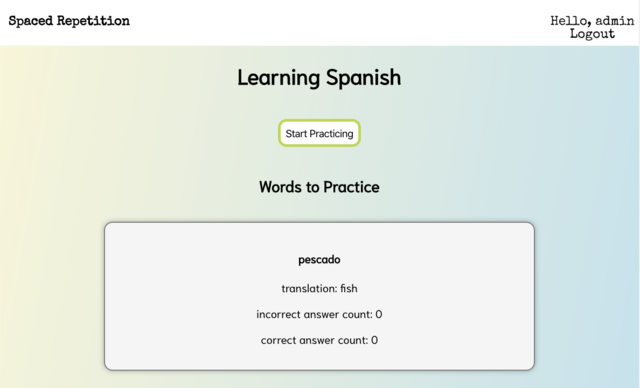 Spaced Repetition
Hello, admin
Logout
Learning Spanish
Start Practicing
Words to Practice
pescado
translation: fish
incorrect answer count: 0
correct answer count: 0